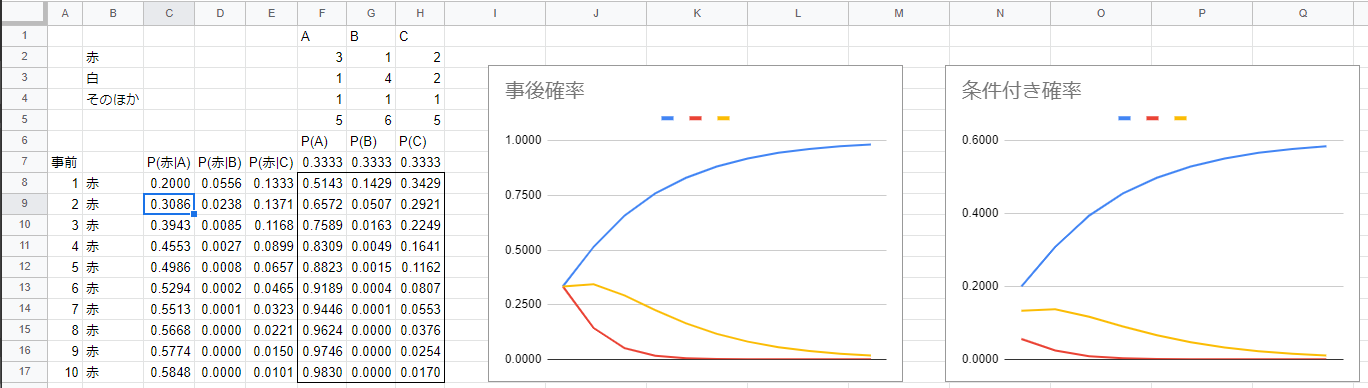 A B C D E F G H I J K L M N O P Q
1 A B C
2 赤 3 1 2
3 白 1 4 2
4 そのほか 1 1 1
5 5 6 5
6 P(A) P(B) P(C)
7 事前 P(赤|A) P(赤|B) P(赤|C) 0.3333 0.3333 0.3333
8 1 赤 0.2000 0.0556 0.1333 0.5143 0.1429 0.3429
9 2 赤 0.3086 0.0238 0.1371 0.6572 0.0507 0.2921
10 3 赤 0.3943 0.0085 0.1168 0.7589 0.0163 0.2249
11 4 赤 0.4553 0.0027 0.0899 0.8309 0.0049 0.1641
12 5 赤 0.4986 0.0008 0.0657 0.8823 0.0015 0.1162
13 6 赤 0.5294 0.0002 0.0465 0.9189 0.0004 0.0807
14 7 赤 0.5513 0.0001 0.0323 0.9446 0.0001 0.0553
15 8 赤 0.5668 0.0000 0.0221 0.9624 0.0000 0.0376
16 9 赤 0.5774 0.0000 0.0150 0.9746 0.0000 0.0254
17 10 赤 0.5848 0.0000 0.0101 0.9830 0.0000 0.0170
事後確率
1.0000
0.7500
0.5000
0.2500
0.0000
条件付き確率
0.6000
0.4000
0.2000
0.0000